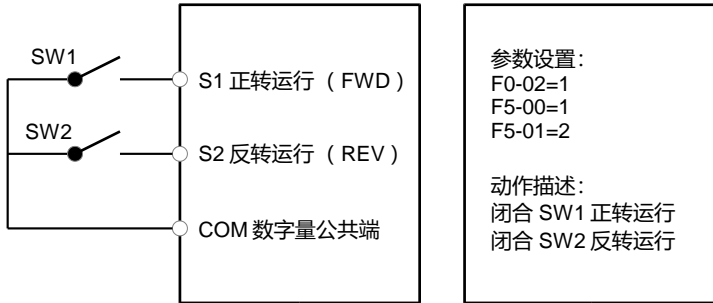 SW1
S1 正转运行 ( FWD )
SW2
S2 反转运行 ( REV )
COM 数字量公共端
参数设置:
F0-02=1
F5-00=1
F5-01=2
动作描述:
闭合 SW1 正转运行
闭合 SW2 反转运行